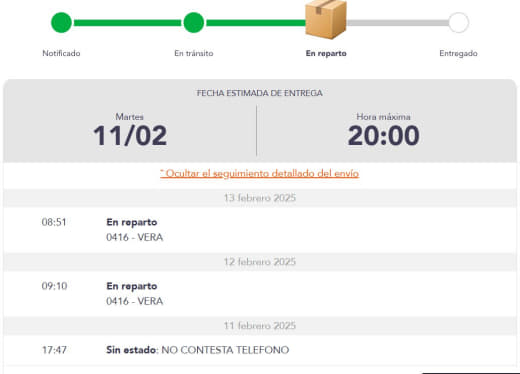 Notificado
En tránsito
En reparto
Entregado
FECHA ESTIMADA DE ENTREGA
Martes
11/02
Hora máxima
20:00
ˆ Ocultar el seguimiento detallado del envío
13 febrero 2025
08:51 En reparto
0416 - VERA
12 febrero 2025
09:10 En reparto
0416 - VERA
11 febrero 2025
17:47 Sin estado: NO CONTESTA TELEFONO